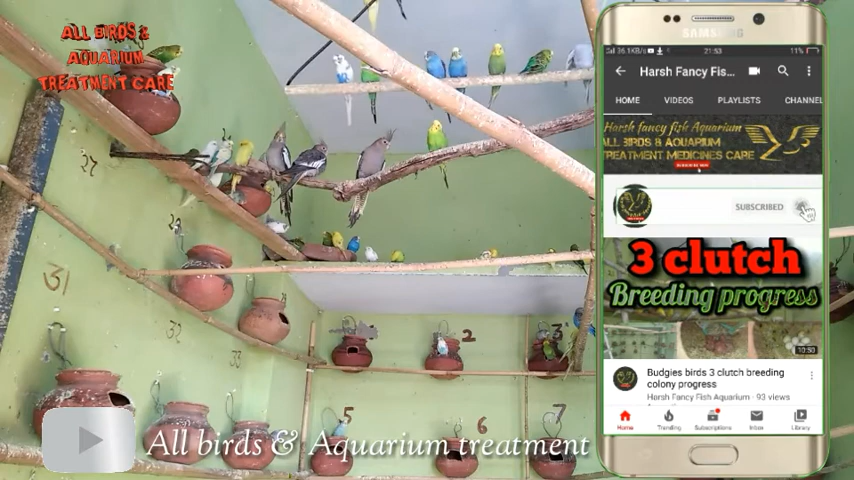 ALL BIRDS &
AQUARIUM
TREATMENT CARE
27
31
32
33
2
3
5
6
7
All birds & Aquarium treatment
SAMSUNG
36.1KB/s
21:53
11%
Harsh Fancy Fis...
HOME VIDEOS PLAYLISTS CHANNEL
Harsh fancy fish Aquarium
ALL BIRDS & AQUARIUM
TREATMENT MEDICINES CARE
SUBSCRIBED
3 clutch
Breeding progress
10:50
Budgies birds 3 clutch breeding
colony progress
Harsh Fancy Fish Aquarium · 93 views
Home Trending Subscriptions Inbox Library